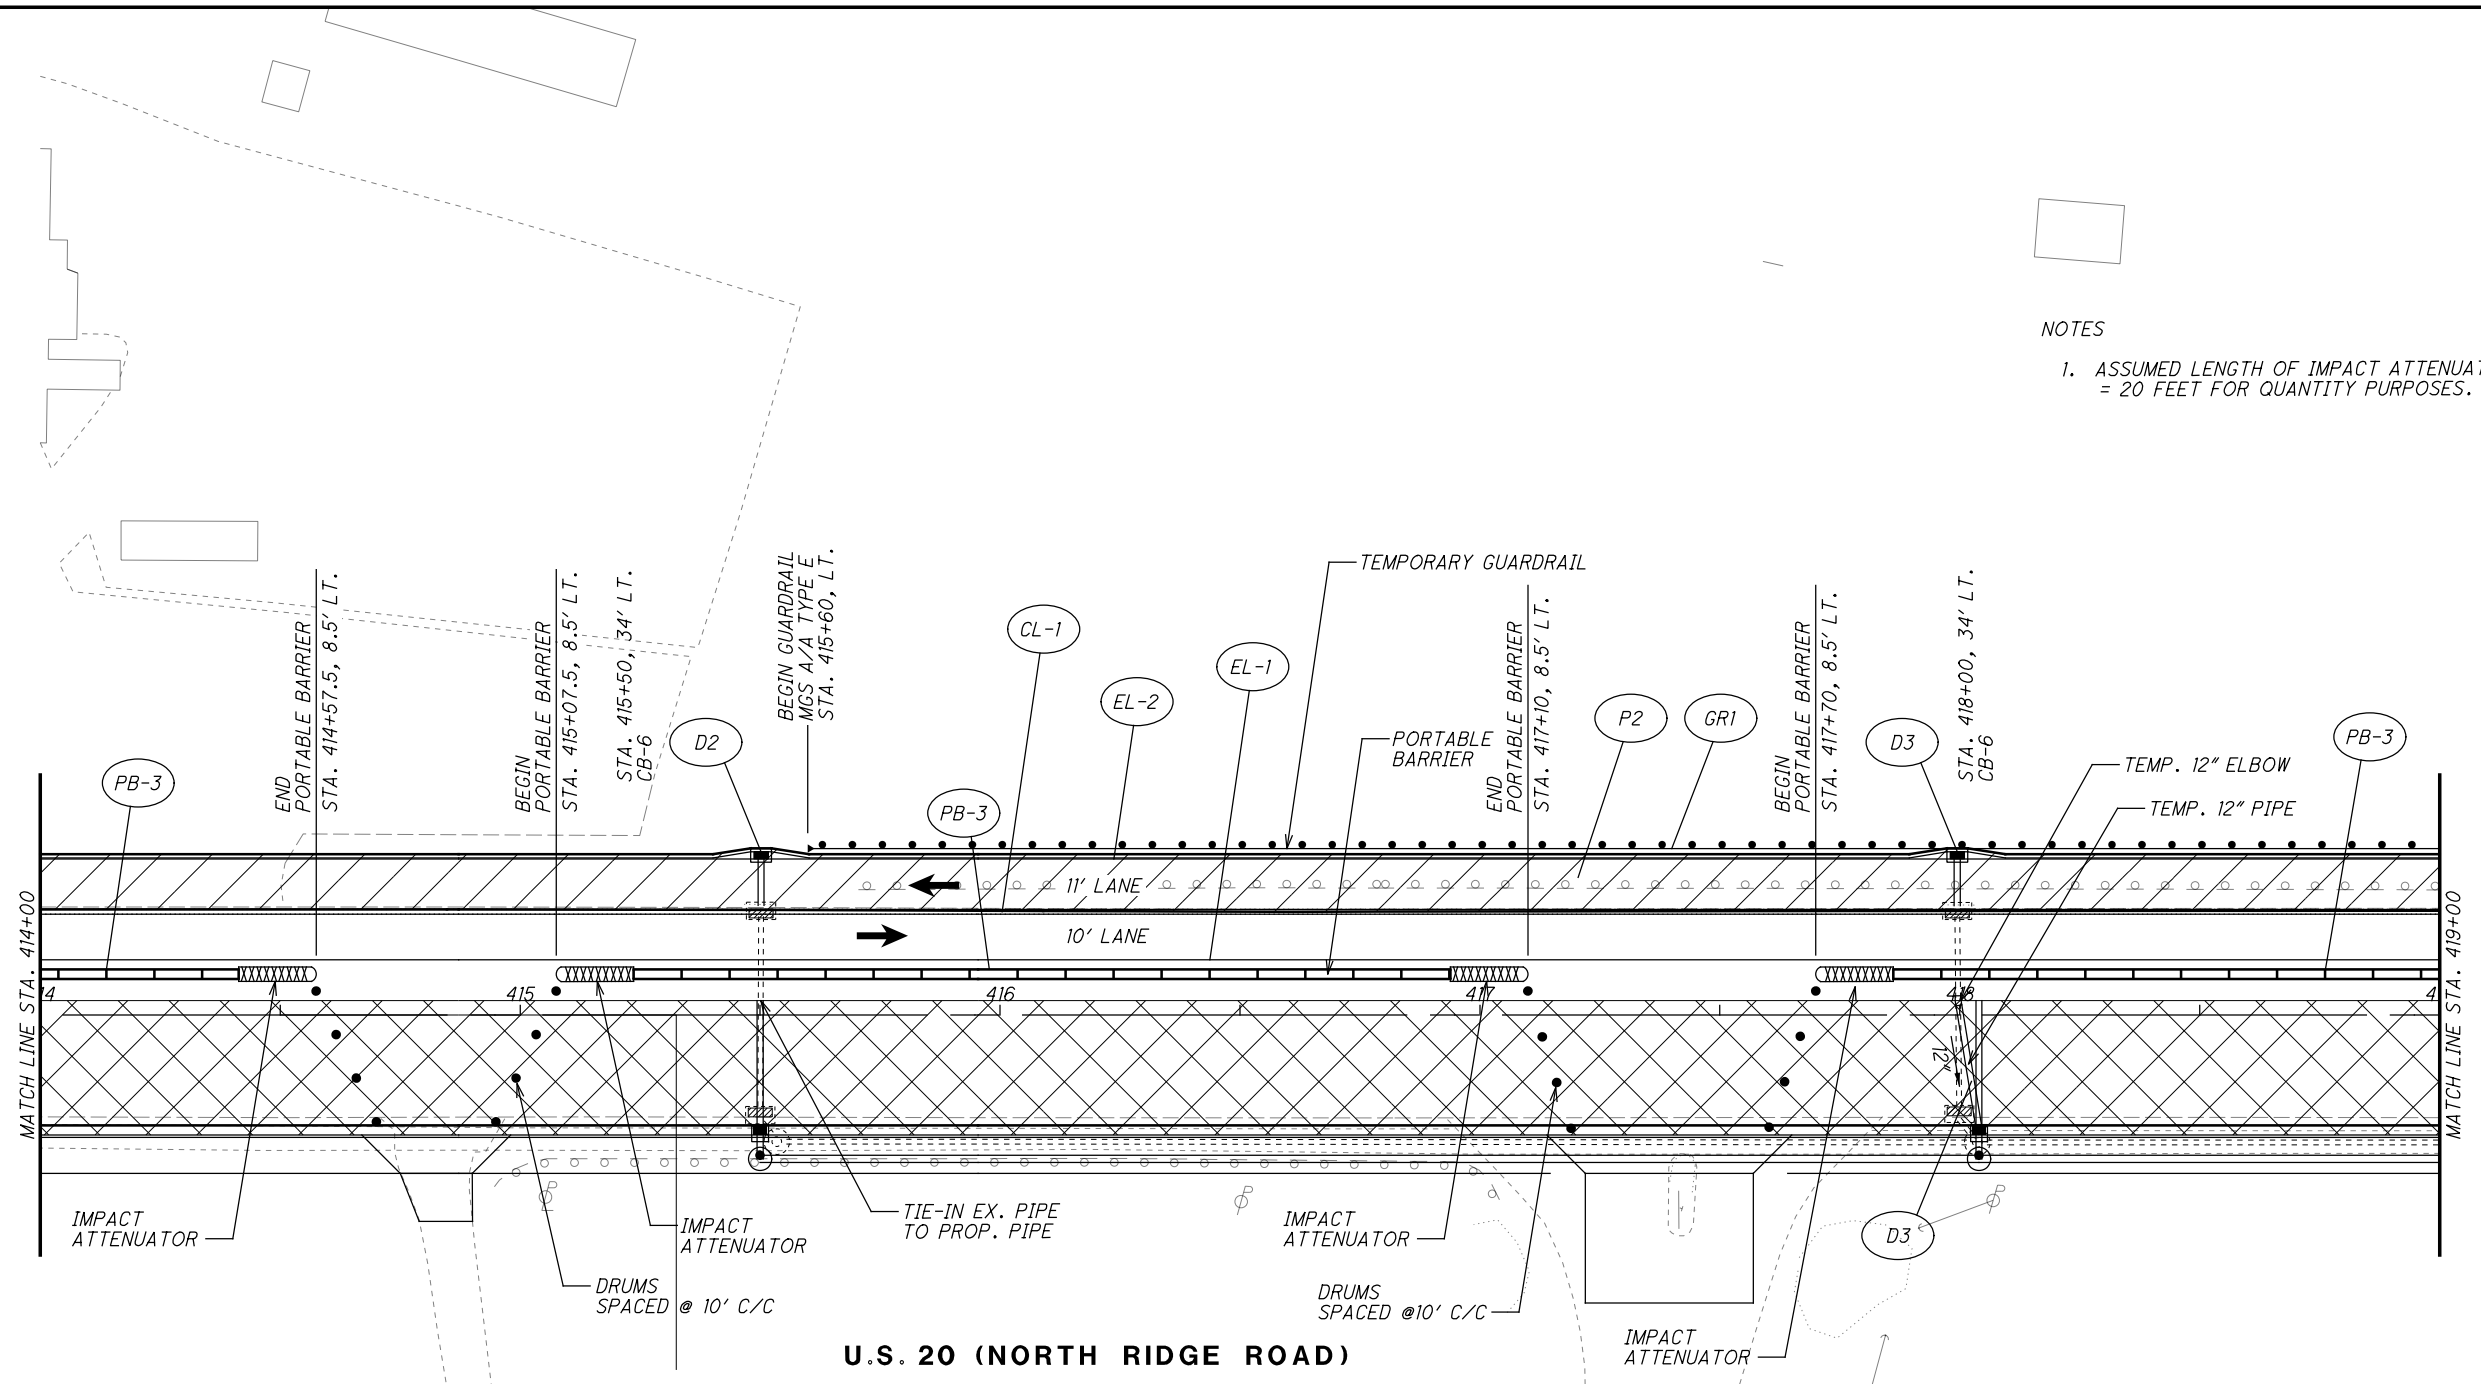 NOTES
1. ASSUMED LENGTH OF IMPACT ATTENUAT
= 20 FEET FOR QUANTITY PURPOSES.
END
PORTABLE BARRIER
STA. 414+57.5, 8.5' LT.
BEGIN
PORTABLE BARRIER
STA. 415+07.5, 8.5' LT.
STA. 415+50, 34' LT.
CB-6
BEGIN GUARDRAIL
MGS A/A TYPE E
STA. 415+60, LT.
TEMPORARY GUARDRAIL
END
PORTABLE BARRIER
STA. 417+10, 8.5' LT.
BEGIN
PORTABLE BARRIER
STA. 417+70, 8.5' LT.
STA. 418+00, 34' LT.
CB-6
CL-1
EL-2
EL-1
P2
GR1
D2
D3
PB-3
PB-3
PB-3
PORTABLE
BARRIER
TEMP. 12" ELBOW
TEMP. 12" PIPE
11' LANE
10' LANE
MATCH LINE STA. 414+00
MATCH LINE STA. 419+00
14
415
416
417
418
4
12"
IMPACT
ATTENUATOR
IMPACT
ATTENUATOR
TIE-IN EX. PIPE
TO PROP. PIPE
IMPACT
ATTENUATOR
D3
DRUMS
SPACED @ 10' C/C
DRUMS
SPACED @10' C/C
IMPACT
ATTENUATOR
U.S. 20 (NORTH RIDGE ROAD)